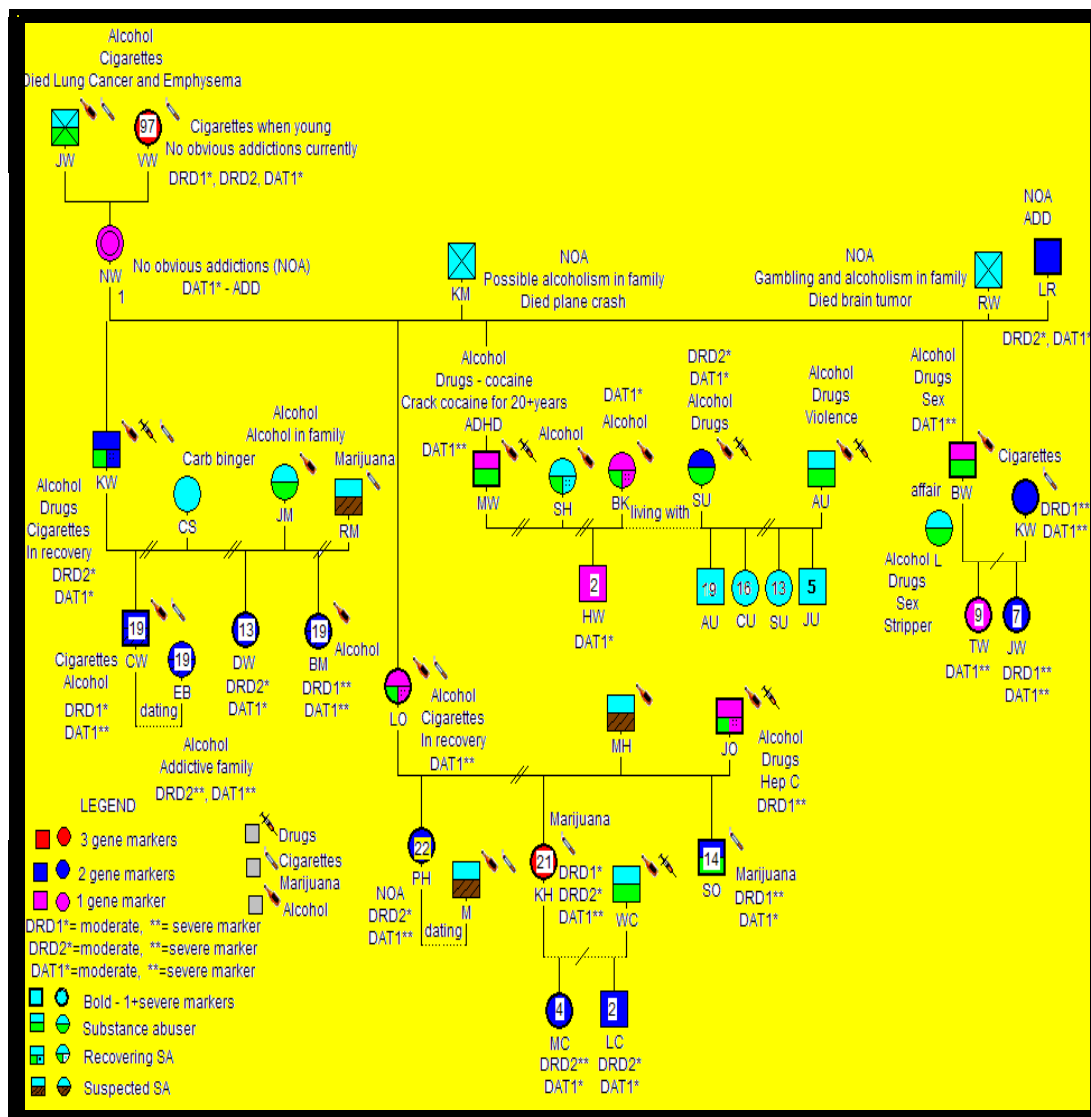 Alcohol
Cigarettes
Died Lung Cancer and Emphysema
97
Cigarettes when young
No obvious addictions currently
JW
VW
DRD1*, DRD2, DAT1*
NW
1
No obvious addictions (NOA)
DAT1* - ADD
KM
NOA
Possible alcoholism in family
Died plane crash
NOA
Gambling and alcoholism in family
Died brain tumor
RW
NOA
ADD
LR
DRD2*, DAT1*
KW
Alcohol
Drugs
Cigarettes
In recovery
DRD2*
DAT1*
Carb binger
CS
Alcohol
Alcohol in family
JM
Marijuana
RM
Alcohol
Drugs - cocaine
Crack cocaine for 20+years
ADHD
DAT1**
MW
Alcohol
SH
DAT1*
Alcohol
BK
living with
DRD2*
DAT1*
Alcohol
Drugs
SU
Alcohol
Drugs
Violence
AU
Alcohol
Drugs
Sex
DAT1**
BW
affair
Alcohol L
Drugs
Sex
Stripper
Cigarettes
KW
DRD1**
DAT1**
19
CW
Cigarettes
Alcohol
DRD1*
DAT1**
19
EB
dating
Alcohol
Addictive family
DRD2**, DAT1**
13
DW
DRD2*
DAT1*
19
Alcohol
BM
DRD1**
DAT1**
2
HW
DAT1*
19
AU
16
CU
13
SU
5
JU
9
TW
DAT1**
7
JW
DRD1**
DAT1**
LO
Alcohol
Cigarettes
In recovery
DAT1**
MH
JO
Alcohol
Drugs
Hep C
DRD1**
22
PH
NOA
DRD2*
DAT1**
M
dating
Marijuana
21
KH
DRD1*
DRD2*
DAT1**
WC
14
SO
Marijuana
DRD1**
DAT1*
4
MC
DRD2**
DAT1*
2
LC
DRD2*
DAT1*
LEGEND
3 gene markers
2 gene markers
1 gene marker
Drugs
Cigarettes
Marijuana
Alcohol
DRD1*= moderate, **= severe marker
DRD2*=moderate, **=severe marker
DAT1*=moderate, **=severe marker
Bold - 1+severe markers
Substance abuser
Recovering SA
Suspected SA